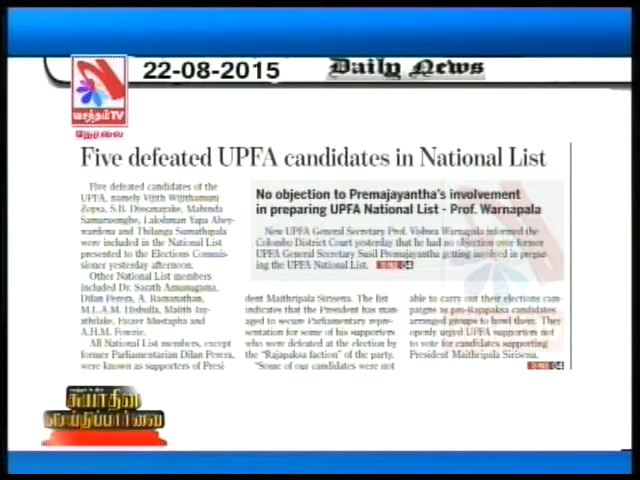 22-08-2015
Daily News
வசந்தம்TV
நேரலை
Five defeated UPFA candidates in National List
Five defeated candidates of the
UPFA, namely Vijith Wijithamuni
Zoysa, S.B. Dissanayake, Mahinda
Samarasinghe, Lakshman Yapa Abey-
wardena and Thilanga Sumathipala
were included in the National List
presented to the Elections Commis-
sioner yesterday afternoon.
Other National List members
included Dr. Sarath Amunugama,
Dilan Perera, A. Ramanathan,
M.L.A.M. Hisbulla, Malith Jay-
athilake, Faizer Mustapha and
A.H.M. Fowzie.
All National List members, except
former Parliamentarian Dilan Perera,
were known as supporters of Presi-
No objection to Premajayantha's involvement
in preparing UPFA National List - Prof. Warnapala
New UPFA General Secretary Prof. Vishwa Warnapala informed the
Colombo District Court yesterday that he had no objection over former
UPFA General Secretary Susil Premajayantha getting involved in prepar-
ing the UPFA National List. 04
dent Maithripala Sirisena. The list
indicates that the President has man-
aged to secure Parliamentary repre-
sentation for some of his supporters
who were defeated at the election by
the "Rajapaksa faction" of the party.
"Some of our candidates were not
able to carry out their elections cam-
paigns as pro-Rajapaksa candidates
arranged groups to howl them. They
openly urged UPFA supporters not
to vote for candidates supporting
President Maithripala Sirisena.
04